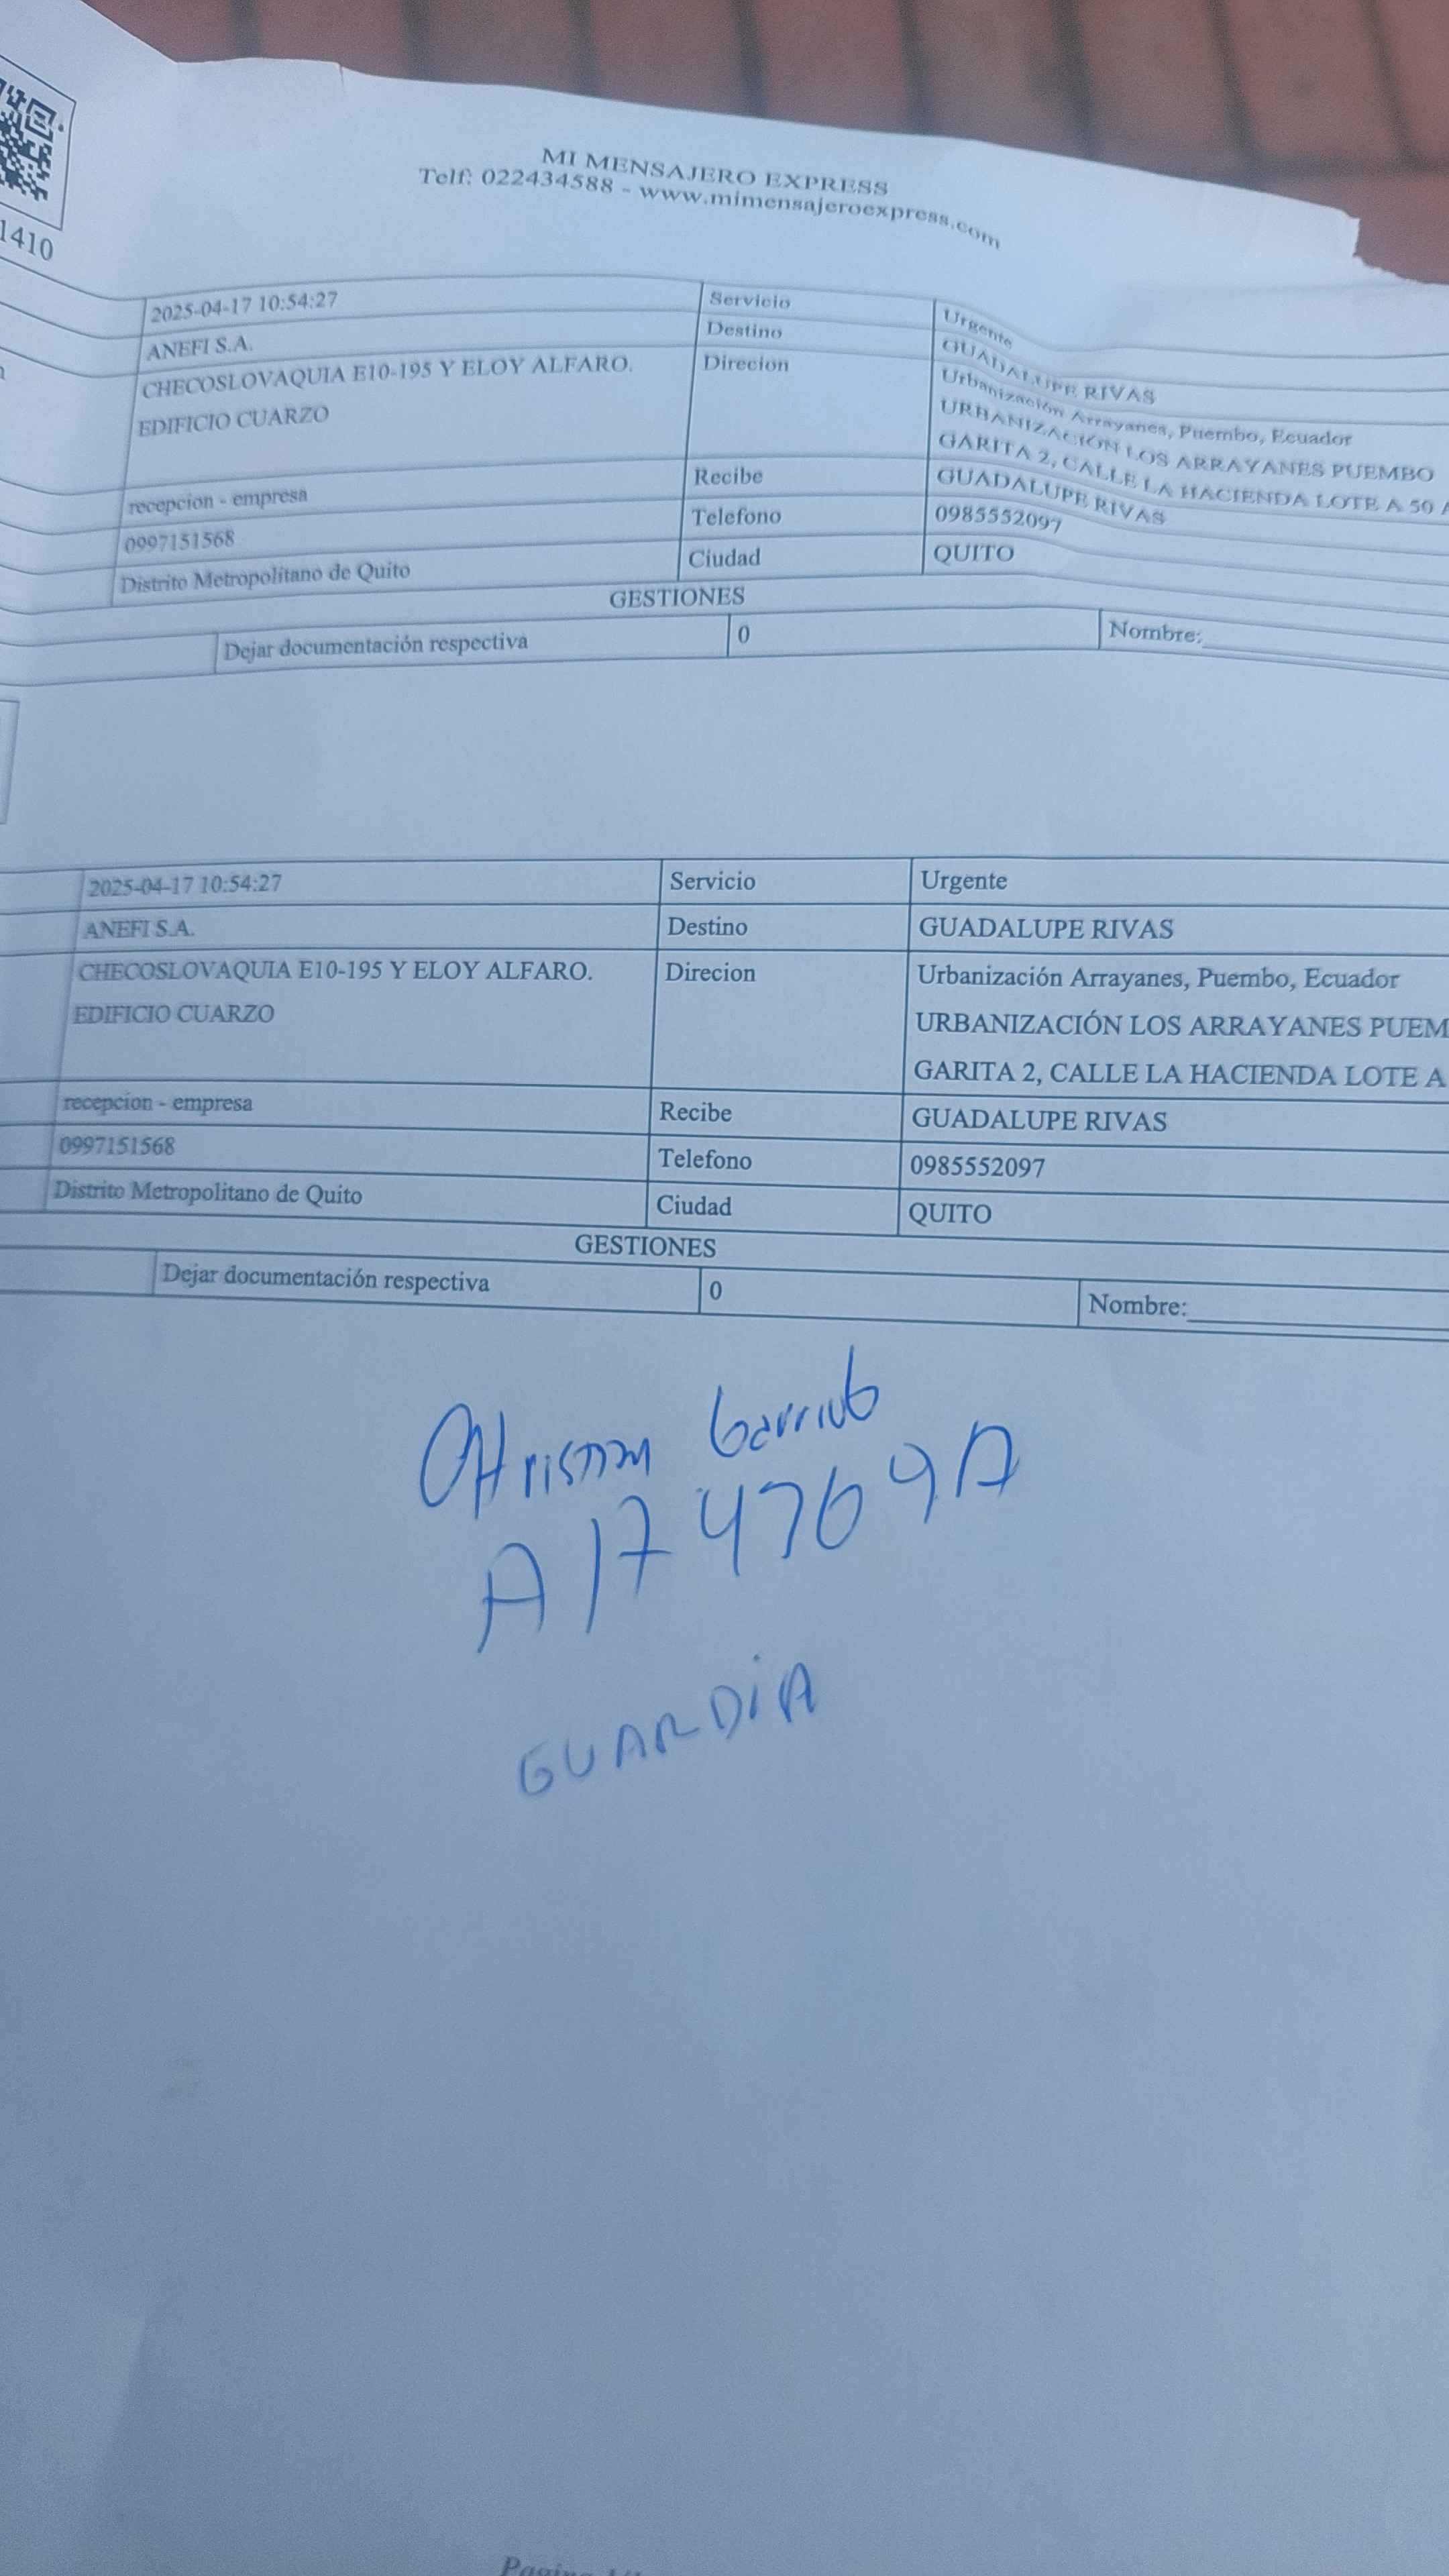 1410
MI MENSAJERO EXPRESS
Telf: 022434588 - www.mimensajeroexpress.com
2025-04-17 10:54:27 Servicio Urgente
ANEFI S.A. Destino GUADALUPE RIVAS
CHECOSLOVAQUIA E10-195 Y ELOY ALFARO. Direcion Urbanización Arrayanes, Puembo, Ecuador
EDIFICIO CUARZO URBANIZACIÓN LOS ARRAYANES PUEMBO
GARITA 2, CALLE LA HACIENDA LOTE A 50 A
recepcion - empresa Recibe GUADALUPE RIVAS
0997151568 Telefono 0985552097
Distrito Metropolitano de Quito Ciudad QUITO
GESTIONES
Dejar documentación respectiva 0 Nombre:
2025-04-17 10:54:27 Servicio Urgente
ANEFI S.A. Destino GUADALUPE RIVAS
CHECOSLOVAQUIA E10-195 Y ELOY ALFARO. Direcion Urbanización Arrayanes, Puembo, Ecuador
EDIFICIO CUARZO URBANIZACIÓN LOS ARRAYANES PUEM
GARITA 2, CALLE LA HACIENDA LOTE A
recepcion - empresa Recibe GUADALUPE RIVAS
0997151568 Telefono 0985552097
Distrito Metropolitano de Quito Ciudad QUITO
GESTIONES
Dejar documentación respectiva 0 Nombre:
GUARDIA